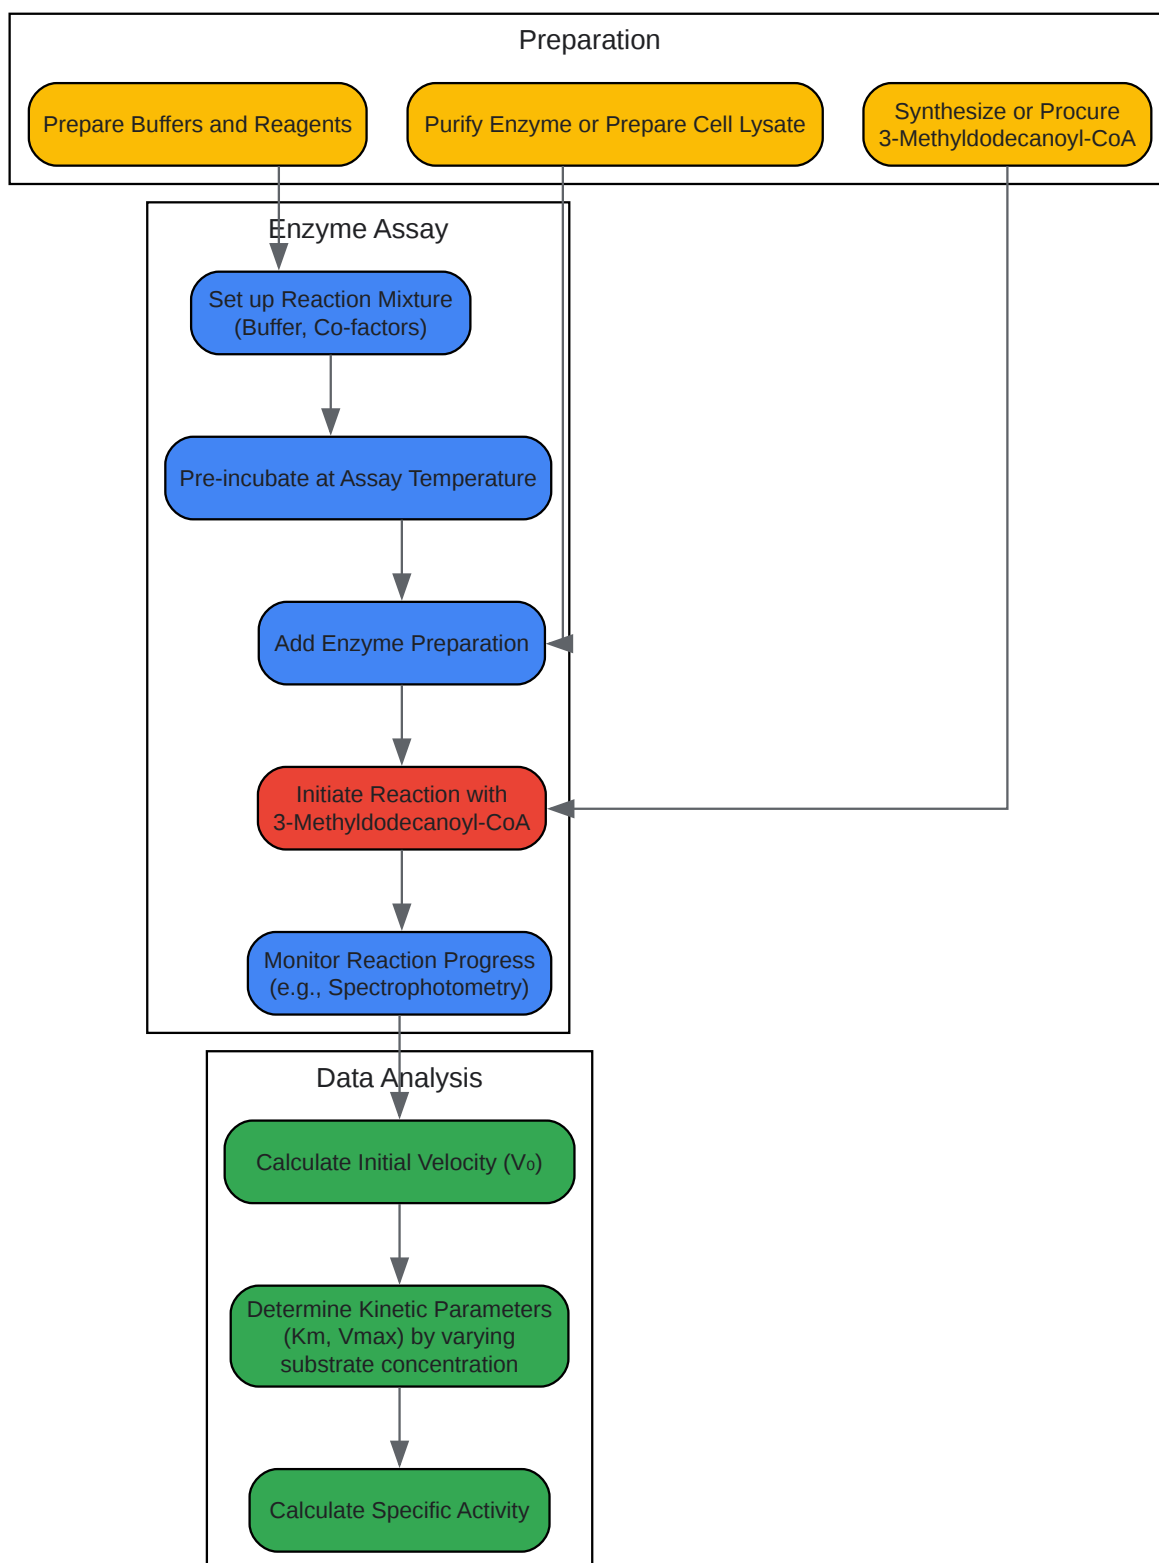 Preparation
Prepare Buffers and Reagents
Purify Enzyme or Prepare Cell Lysate
Synthesize or Procure
3-Methyldodecanoyl-CoA
Enzyme Assay
Set up Reaction Mixture
(Buffer, Co-factors)
Pre-incubate at Assay Temperature
Add Enzyme Preparation
Initiate Reaction with
3-Methyldodecanoyl-CoA
Monitor Reaction Progress
(e.g., Spectrophotometry)
Data Analysis
Calculate Initial Velocity (V₀)
Determine Kinetic Parameters
(Km, Vmax) by varying
substrate concentration
Calculate Specific Activity